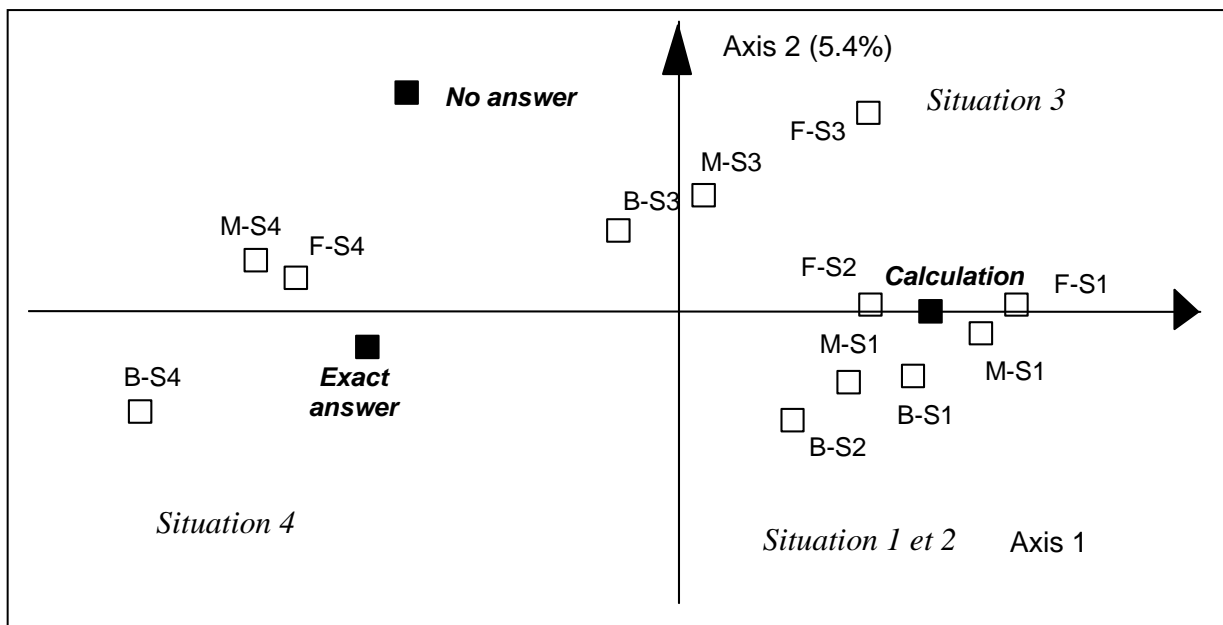 Axis 2 (5.4%)
No answer
Situation 3
F-S3
M-S3
B-S3
M-S4
F-S4
F-S2
Calculation
F-S1
M-S1
M-S1
B-S4
Exact
answer
B-S1
B-S2
Situation 4
Situation 1 et 2
Axis 1